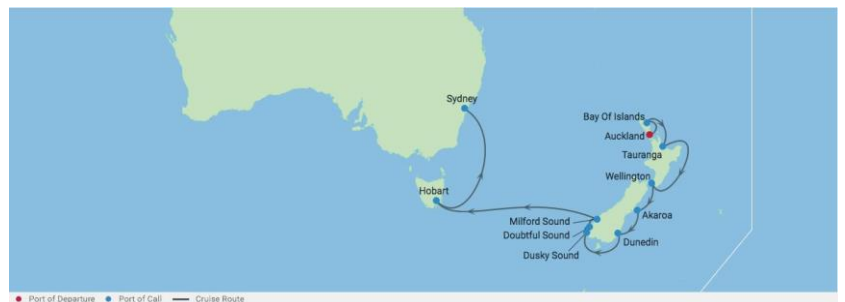 Sydney
Bay Of Islands
Auckland
Tauranga
Wellington
Hobart
Milford Sound
Akaroa
Doubtful Sound
Dunedin
Dusky Sound
Port of Departure Port of Call Cruise Route